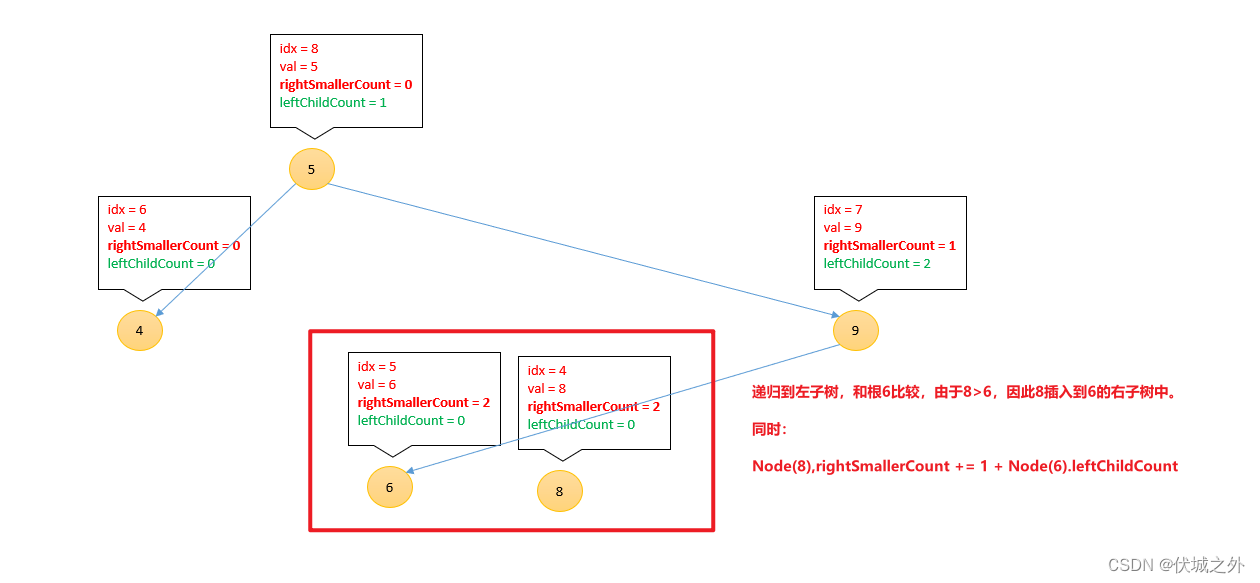 idx = 8
val = 5
rightSmallerCount = 0
leftChildCount = 1
5
idx = 6
val = 4
rightSmallerCount = 0
leftChildCount = 0
4
idx = 7
val = 9
rightSmallerCount = 1
leftChildCount = 2
9
idx = 5
val = 6
rightSmallerCount = 2
leftChildCount = 0
6
idx = 4
val = 8
rightSmallerCount = 2
leftChildCount = 0
8
递归到左子树，和根6比较，由于8>6，因此8插入到6的右子树中。
同时：
Node(8),rightSmallerCount += 1 + Node(6).leftChildCount
CSDN @伏城之外